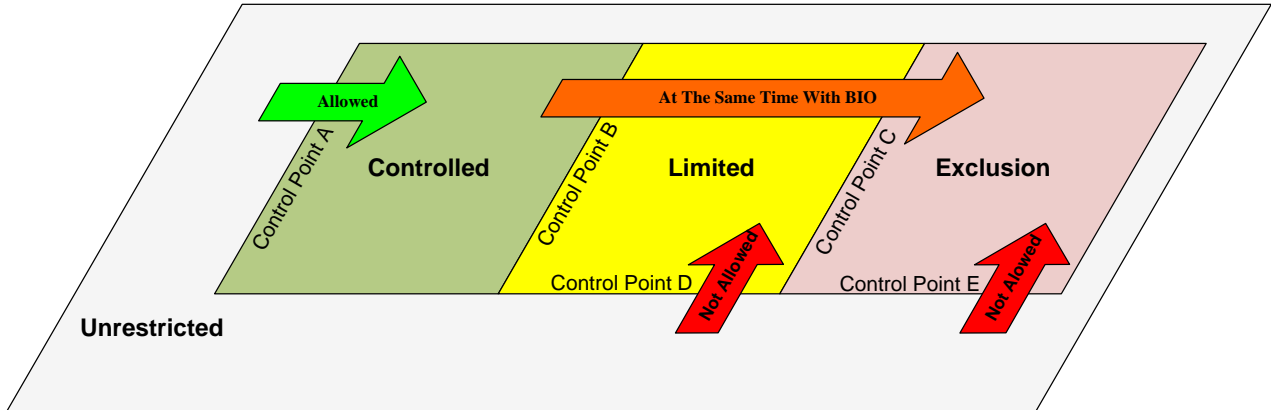 Allowed
At The Same Time With BIO
Control Point A
Control Point B
Control Point C
Controlled
Limited
Exclusion
Not Allowed
Not Alowed
Control Point D
Control Point E
Unrestricted